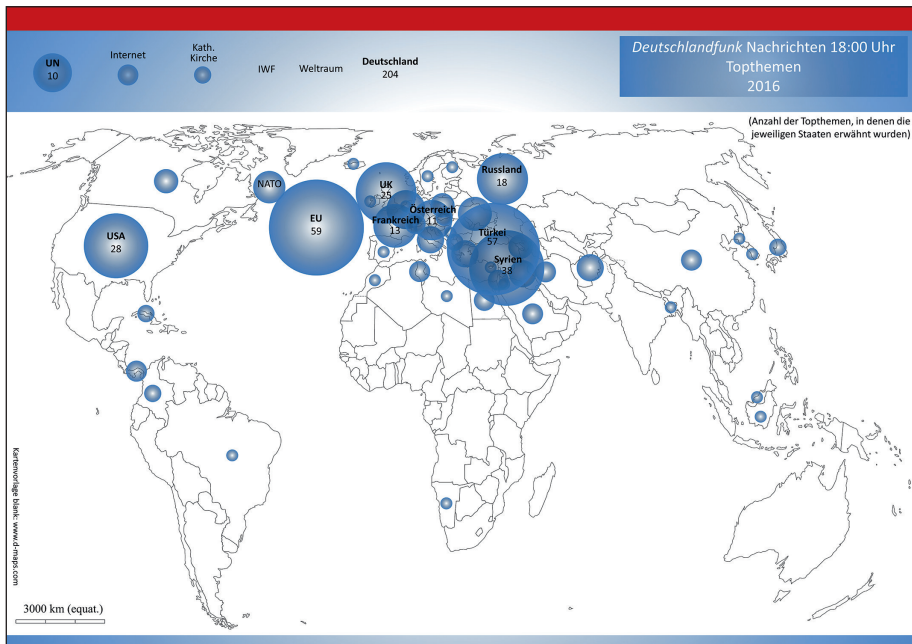 UN
10
Internet
Kath.
Kirche
IWF
Weltraum
Deutschland
204
Deutschlandfunk Nachrichten 18:00 Uhr
Topthemen
2016
(Anzahl der Topthemen, in denen die
jeweiligen Staaten erwähnt wurden)
NATO
EU
59
UK
25
Russland
18
USA
28
Frankreich
13
Österreich
11
Türkei
57
Syrien
38
Kartenvorlage blank: www.d-maps.com
3000 km (equat.)